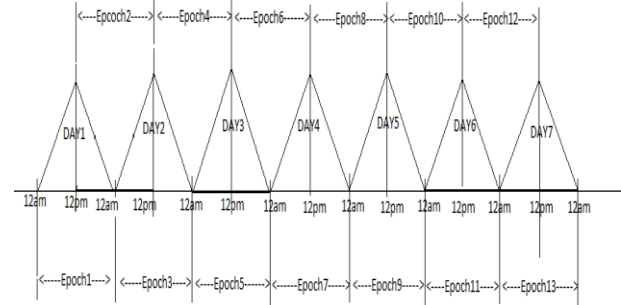 <-----Epcoch2-----> <-----Epoch4-----> <-----Epoch6-----> <-----Epoch8-----> <-----Epoch10-----> <-----Epoch12----->
DAY1 DAY2 DAY3 DAY4 DAY5 DAY6 DAY7
12am 12pm 12am 12pm 12am 12pm 12am 12pm 12am 12pm 12am 12pm 12am 12pm 12am
<-----Epoch1-----> <-----Epoch3-----> <-----Epoch5-----> <-----Epoch7-----> <-----Epoch9-----> <-----Epoch11-----> <-----Epoch13----->